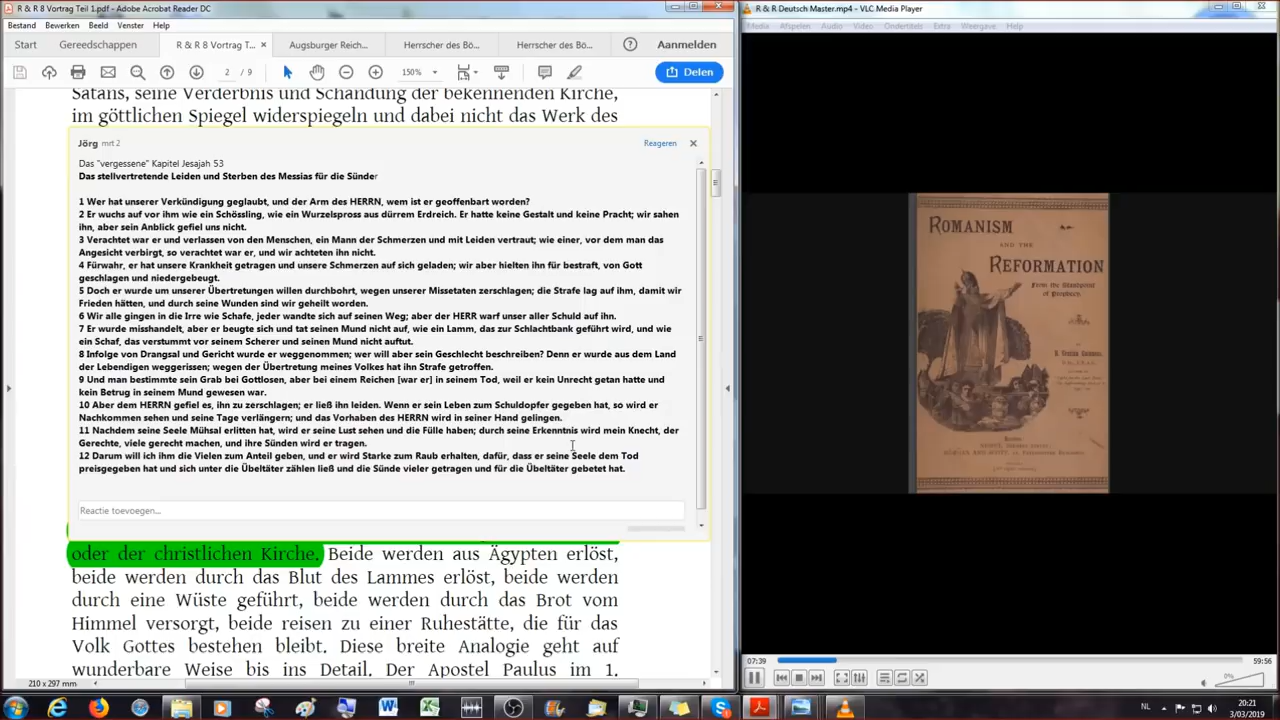 R & R 8 Vortrag Teil 1.pdf - Adobe Acrobat Reader DC
Bestand Bewerken Beeld Venster Help
Start Gereedschappen R & R 8 Vortrag T... × Augsburger Reich... Herrscher des Bö... Herrscher des Bö... Aanmelden
2 / 9 150% Delen
Satans, seine Verderbnis und Schändung der bekennenden Kirche,
im göttlichen Spiegel widerspiegeln und dabei nicht das Werk des
Jörg mrt 2 Reageren
Das "vergessene" Kapitel Jesajah 53
Das stellvertretende Leiden und Sterben des Messias für die Sünder
1 Wer hat unserer Verkündigung geglaubt, und der Arm des HERRN, wem ist er geoffenbart worden?
2 Er wuchs auf vor ihm wie ein Schössling, wie ein Wurzelspross aus dürrem Erdreich. Er hatte keine Gestalt und keine Pracht; wir sahen
ihn, aber sein Anblick gefiel uns nicht.
3 Verachtet war er und verlassen von den Menschen, ein Mann der Schmerzen und mit Leiden vertraut; wie einer, vor dem man das
Angesicht verbirgt, so verachtet war er, und wir achteten ihn nicht.
4 Fürwahr, er hat unsere Krankheit getragen und unsere Schmerzen auf sich geladen; wir aber hielten ihn für bestraft, von Gott
geschlagen und niedergebeugt.
5 Doch er wurde um unserer Übertretungen willen durchbohrt, wegen unserer Missetaten zerschlagen; die Strafe lag auf ihm, damit wir
Frieden hätten, und durch seine Wunden sind wir geheilt worden.
6 Wir alle gingen in die Irre wie Schafe, jeder wandte sich auf seinen Weg; aber der HERR warf unser aller Schuld auf ihn.
7 Er wurde misshandelt, aber er beugte sich und tat seinen Mund nicht auf, wie ein Lamm, das zur Schlachtbank geführt wird, und wie
ein Schaf, das verstummt vor seinem Scherer und seinen Mund nicht auftut.
8 Infolge von Drangsal und Gericht wurde er weggenommen; wer will aber sein Geschlecht beschreiben? Denn er wurde aus dem Land
der Lebendigen weggerissen; wegen der Übertretung meines Volkes hat ihn Strafe getroffen.
9 Und man bestimmte sein Grab bei Gottlosen, aber bei einem Reichen [war er] in seinem Tod, weil er kein Unrecht getan hatte und
kein Betrug in seinem Mund gewesen war.
10 Aber dem HERRN gefiel es, ihn zu zerschlagen; er ließ ihn leiden. Wenn er sein Leben zum Schuldopfer gegeben hat, so wird er
Nachkommen sehen und seine Tage verlängern; und das Vorhaben des HERRN wird in seiner Hand gelingen.
11 Nachdem seine Seele Mühsal erlitten hat, wird er seine Lust sehen und die Fülle haben; durch seine Erkenntnis wird mein Knecht, der
Gerechte, viele gerecht machen, und ihre Sünden wird er tragen.
12 Darum will ich ihm die Vielen zum Anteil geben, und er wird Starke zum Raub erhalten, dafür, dass er seine Seele dem Tod
preisgegeben hat und sich unter die Übeltäter zählen ließ und die Sünde vieler getragen und für die Übeltäter gebetet hat.
Reactie toevoegen...
oder der christlichen Kirche. Beide werden aus Ägypten erlöst,
beide werden durch das Blut des Lammes erlöst, beide werden
durch eine Wüste geführt, beide werden durch das Brot vom
Himmel versorgt, beide reisen zu einer Ruhestätte, die für das
Volk Gottes bestehen bleibt. Diese breite Analogie geht auf
wunderbare Weise bis ins Detail. Der Apostel Paulus im 1.
210 x 297 mm
R & R Deutsch Master.mp4 - VLC Media Player
Media Afspelen Audio Video Ondertitels Extra Weergave Help
ROMANISM
AND THE
REFORMATION
From the Standpoint
of Prophecy.
07:39 59:56
0%
NL 20:21
3/03/2019